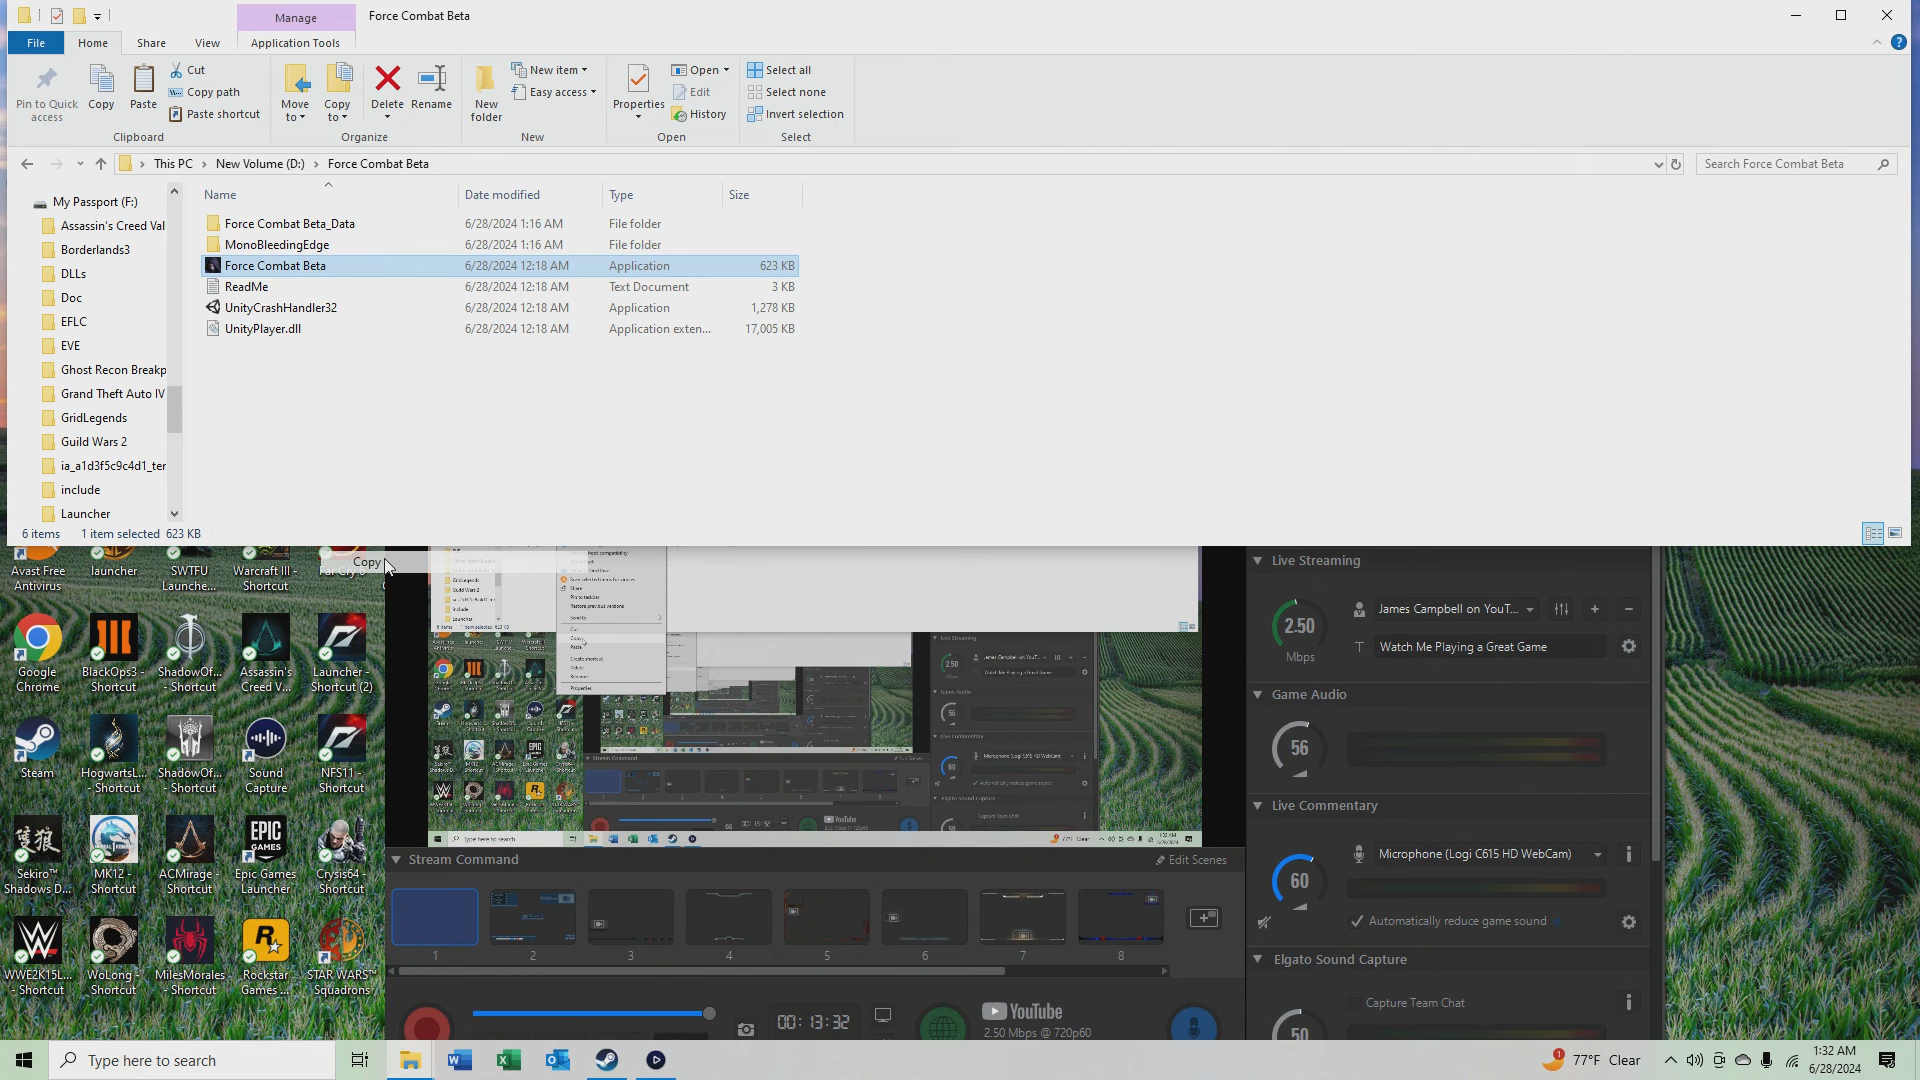 Manage
Force Combat Beta
File
Home
Share
View
Application Tools
Pin to Quick access
Copy
Paste
Cut
Copy path
Paste shortcut
Clipboard
Move to
Copy to
Delete
Rename
Organize
New folder
New item
Easy access
New
Properties
Open
Edit
History
Open
Select all
Select none
Invert selection
Select
This PC
New Volume (D:)
Force Combat Beta
Search Force Combat Beta
My Passport (F:)
Assassin's Creed Val
Borderlands3
DLLs
Doc
EFLC
EVE
Ghost Recon Breakp
Grand Theft Auto IV
GridLegends
Guild Wars 2
ia_a1d3f5c9c4d1_ter
include
Launcher
Name Date modified Type Size
Force Combat Beta_Data 6/28/2024 1:16 AM File folder
MonoBleedingEdge 6/28/2024 1:16 AM File folder
Force Combat Beta 6/28/2024 12:18 AM Application 623 KB
ReadMe 6/28/2024 12:18 AM Text Document 3 KB
UnityCrashHandler32 6/28/2024 12:18 AM Application 1,278 KB
UnityPlayer.dll 6/28/2024 12:18 AM Application exten... 17,005 KB
6 items 1 item selected 623 KB
Copy
Avast Free Antivirus
launcher
SWTFU Launche...
Warcraft III - Shortcut
Far Cry 6
Google Chrome
BlackOps3 - Shortcut
ShadowOf... - Shortcut
Assassin's Creed V...
Launcher - Shortcut (2)
Steam
HogwartsL... - Shortcut
ShadowOf... - Shortcut
Sound Capture
NFS11 - Shortcut
Sekiro™ Shadows D...
MK12 - Shortcut
ACMirage - Shortcut
EPIC GAMES
Epic Games Launcher
Crysis64 - Shortcut
WWE2K15L... - Shortcut
WoLong - Shortcut
MilesMorales - Shortcut
Rockstar Games ...
STAR WARS™ Squadrons
Live Streaming
2.50
Mbps
James Campbell on YouT...
Watch Me Playing a Great Game
Game Audio
56
Live Commentary
60
Microphone (Logi C615 HD WebCam)
Automatically reduce game sound
Elgato Sound Capture
50
Capture Team Chat
Stream Command
Edit Scenes
1 2 3 4 5 6 7 8
00:13:32
YouTube
2.50 Mbps @ 720p60
Type here to search
77°F Clear
1:32 AM
6/28/2024